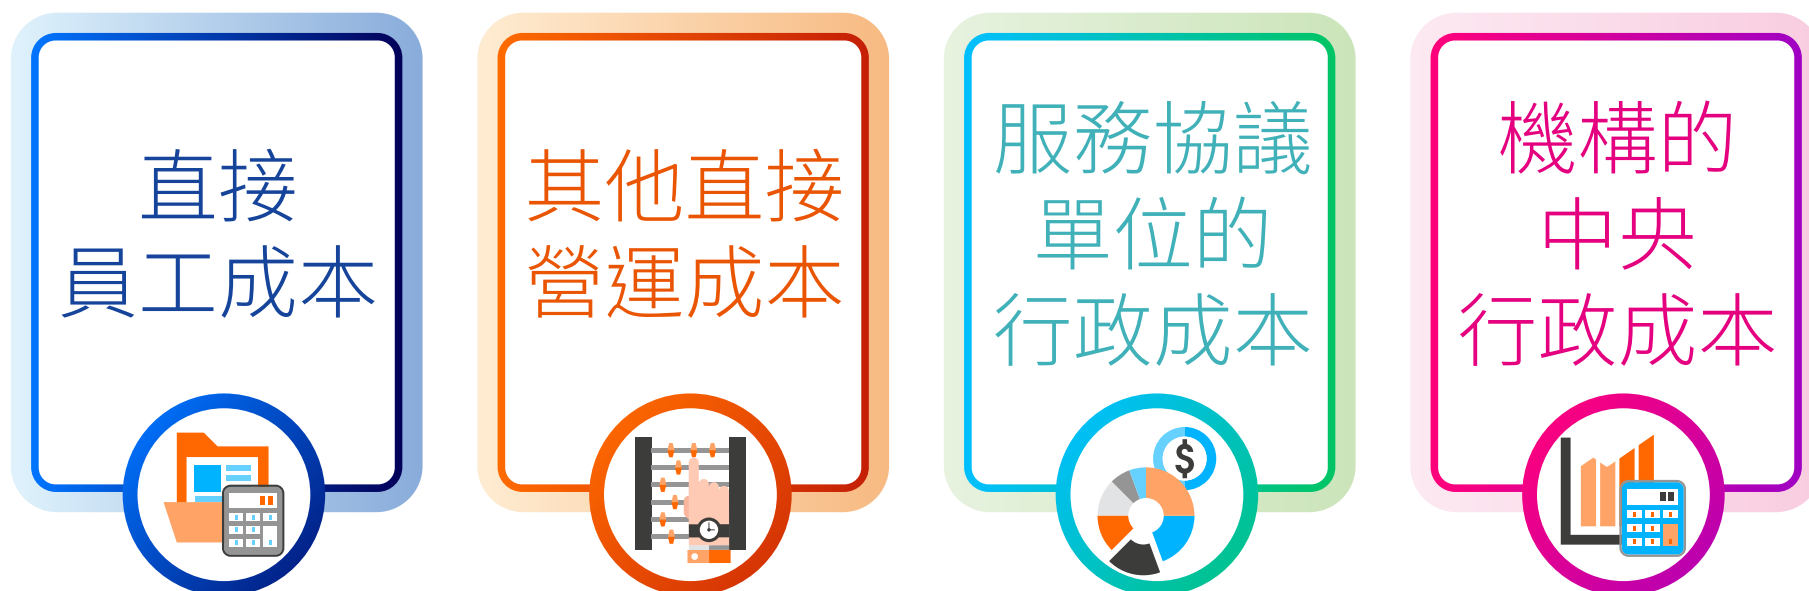 直接
員工成本
其他直接
營運成本
服務協議
單位的
行政成本
機構的
中央
行政成本
$